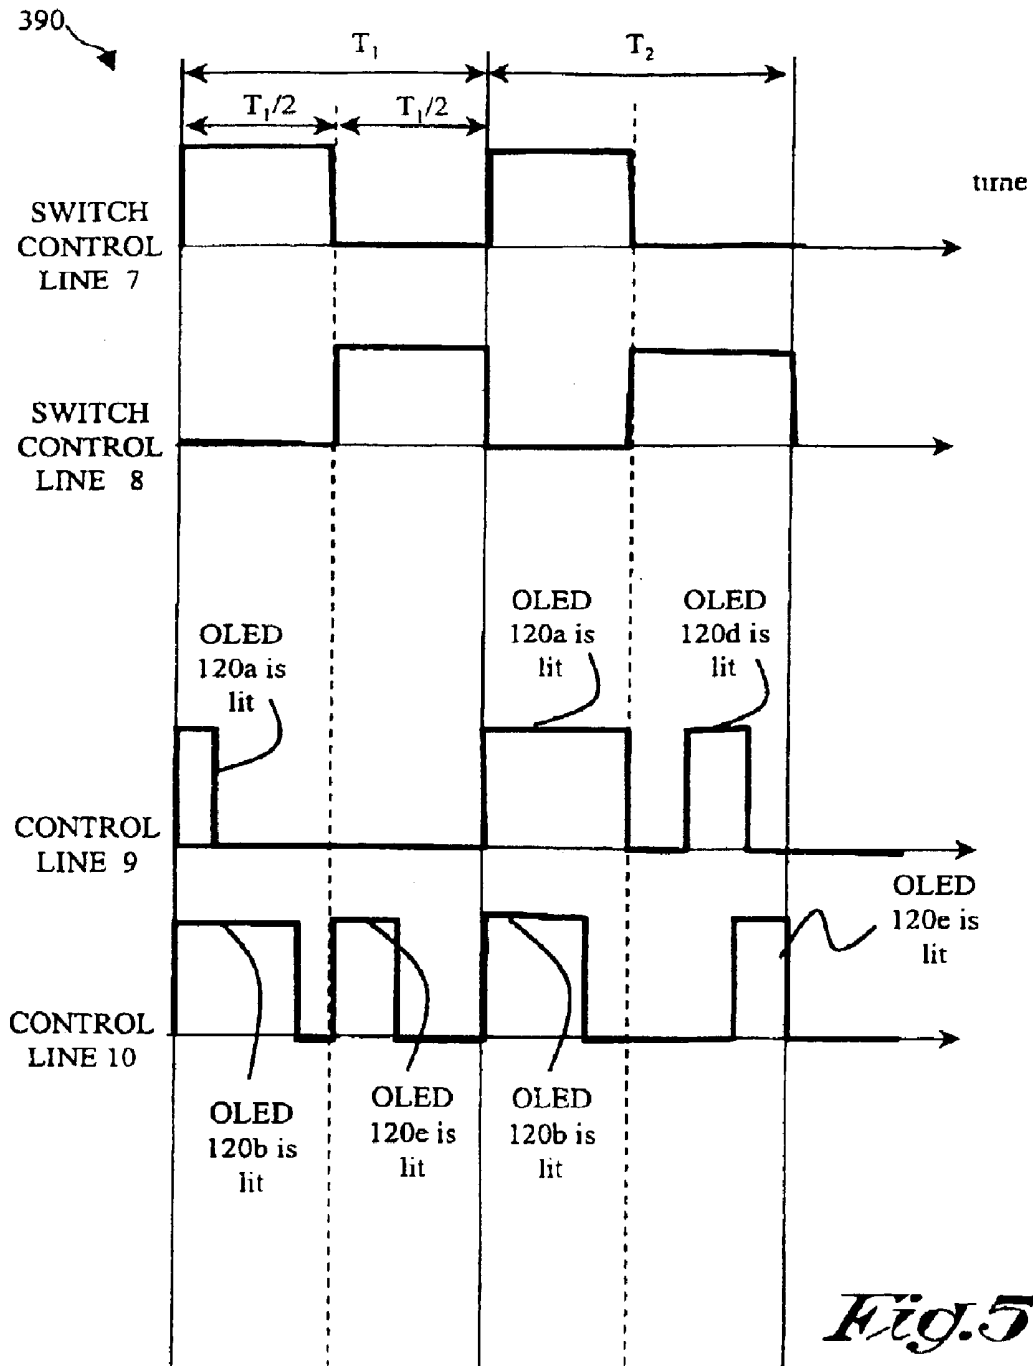 390
T₁
T₂
T₁/2
T₁/2
time
SWITCH
CONTROL
LINE 7
SWITCH
CONTROL
LINE 8
OLED
120a is
lit
OLED
120a is
lit
OLED
120d is
lit
CONTROL
LINE 9
OLED
120e is
lit
CONTROL
LINE 10
OLED
120b is
lit
OLED
120e is
lit
OLED
120b is
lit
Fig.5